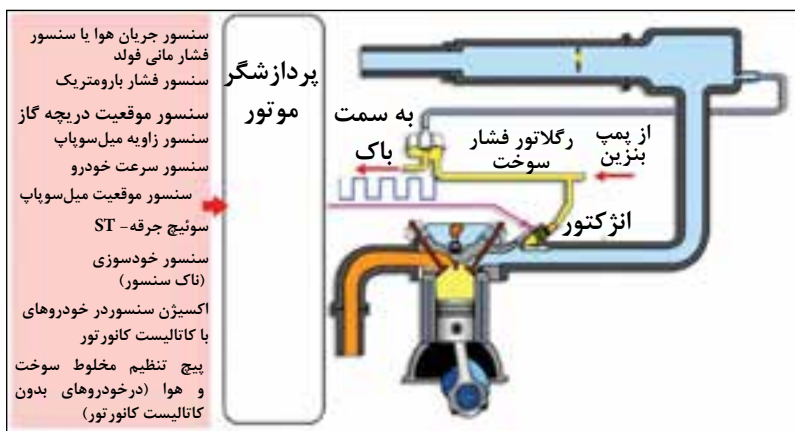 سنسور جریان هوا یا سنسور
فشار مانی فولد
سنسور فشار بارومتریک
سنسور موقعیت دریچه گاز
سنسور زاویه میل‌سوپاپ
سنسور سرعت خودرو
سنسور موقعیت میل‌سوپاپ
سوئیچ جرقه- ST
سنسور خودسوزی
(ناک سنسور)
اکسیژن سنسوردر خودروهای
با کاتالیست کانورتور
پیچ تنظیم مخلوط سوخت
و هوا (درخودروهای بدون
کاتالیست کانورتور)
پردازشگر
موتور
به سمت
باک
رگلاتور فشار
سوخت
از پمپ
بنزین
انژکتور